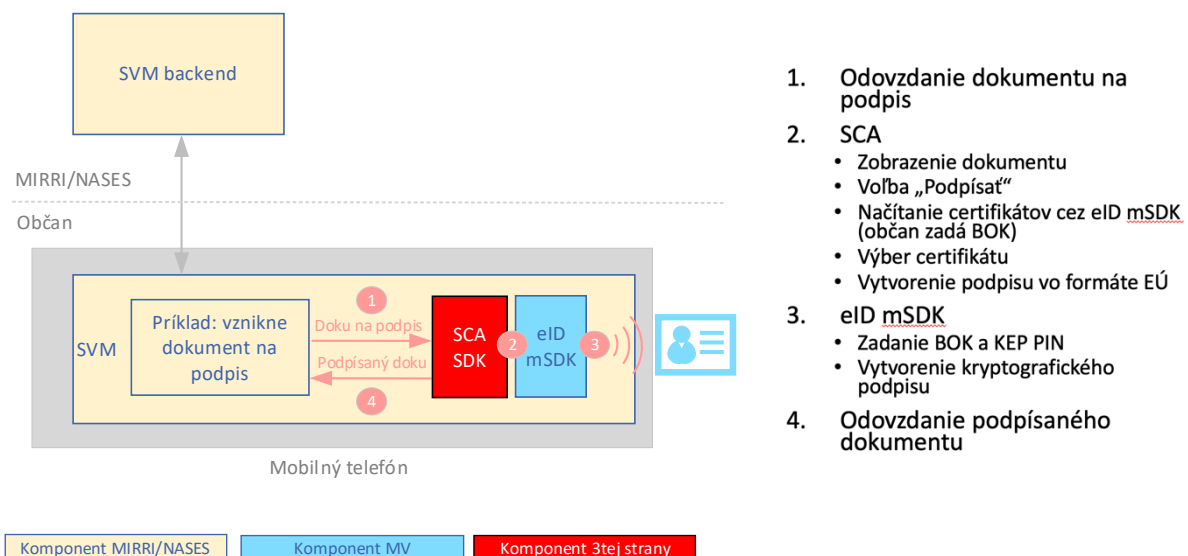 SVM backend
MIRRI/NASES
Občan
SVM
Príklad: vznikne
dokument na
podpis
1
Doku na podpis
Podpísaný doku
4
SCA
SDK
2
eID
mSDK
3
Mobilný telefón
Komponent MIRRI/NASES
Komponent MV
Komponent 3tej strany
1. Odovzdanie dokumentu na
podpis
2. SCA
• Zobrazenie dokumentu
• Voľba „Podpísať“
• Načítanie certifikátov cez eID mSDK
(občan zadá BOK)
• Výber certifikátu
• Vytvorenie podpisu vo formáte EÚ
3. eID mSDK
• Zadanie BOK a KEP PIN
• Vytvorenie kryptografického
podpisu
4. Odovzdanie podpísaného
dokumentu